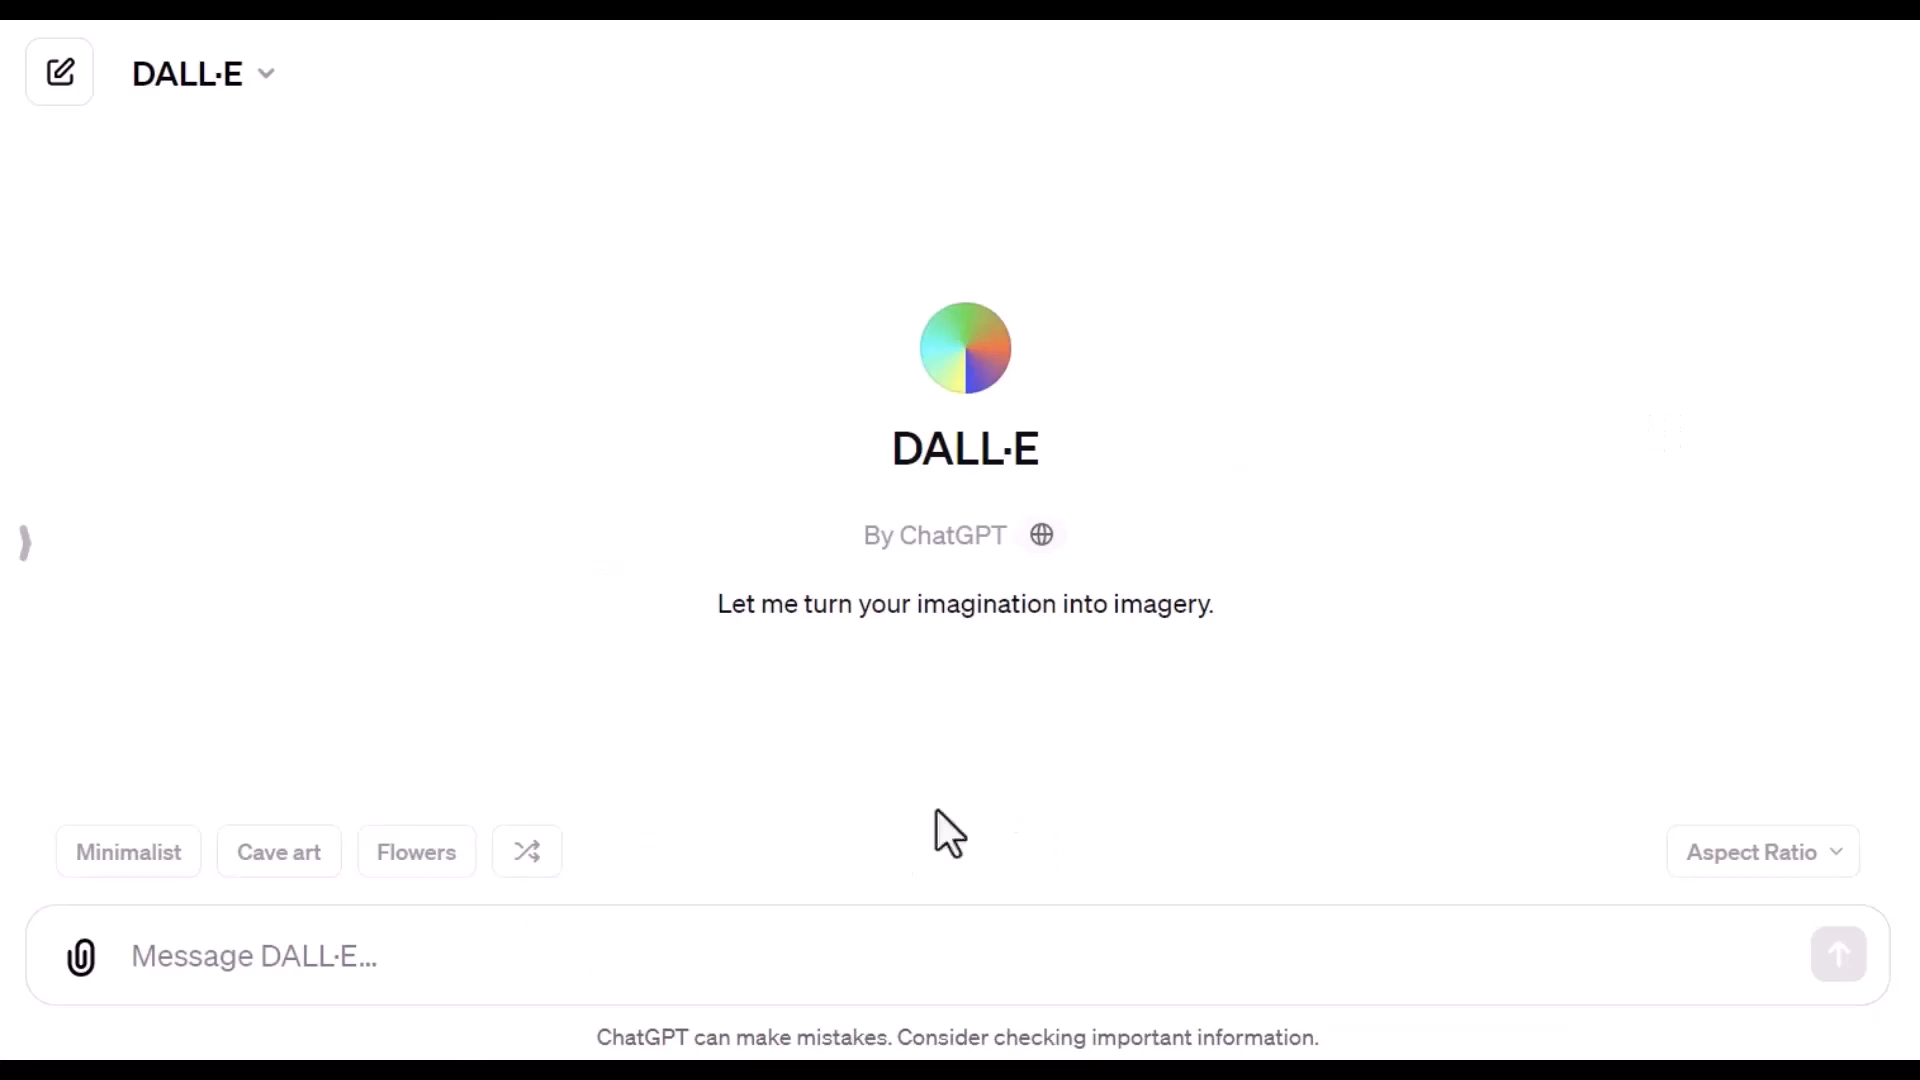 DALL·E
DALL·E
By ChatGPT
Let me turn your imagination into imagery.
Minimalist
Cave art
Flowers
Aspect Ratio
Message DALL·E...
ChatGPT can make mistakes. Consider checking important information.